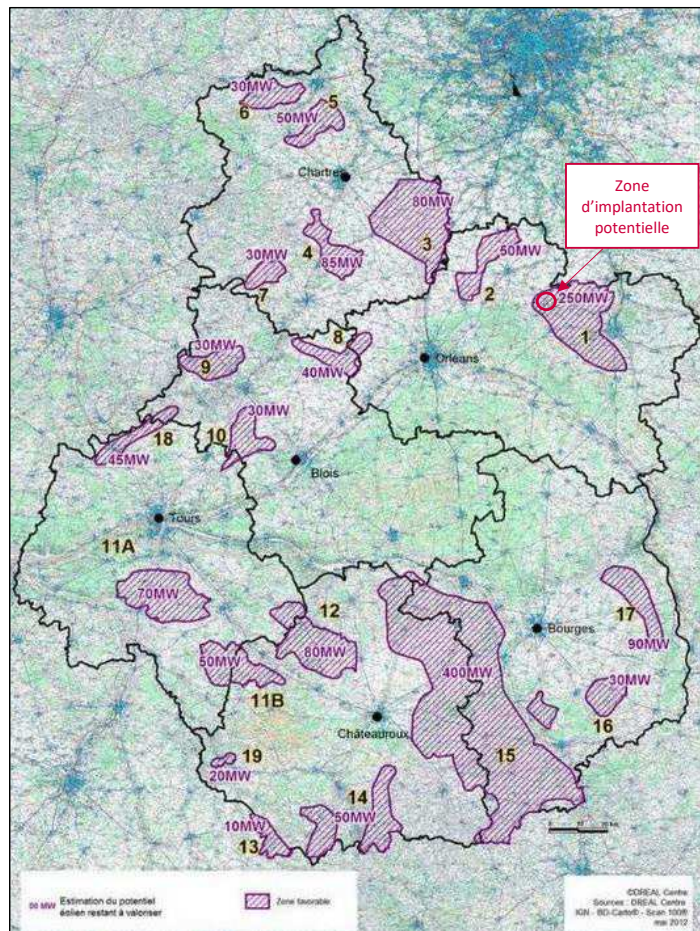 30MW
5
6
50MW
Chartres
80MW
4
3
85MW
30MW
7
50MW
2
Zone
d'implantation
potentielle
250MW
1
8
30MW
9
40MW
Orléans
30MW
18
10
45MW
Blois
Tours
11A
70MW
12
17
Bourges
90MW
50MW
80MW
400MW
30MW
11B
16
Châteauroux
15
19
20MW
14
50MW
10MW
13
00 MW Estimation du potentiel
éolien restant à valoriser
Zone favorable
©DREAL Centre
Sources : DREAL Centre
IGN - BD-Carto® - Scan 100®
mai 2012